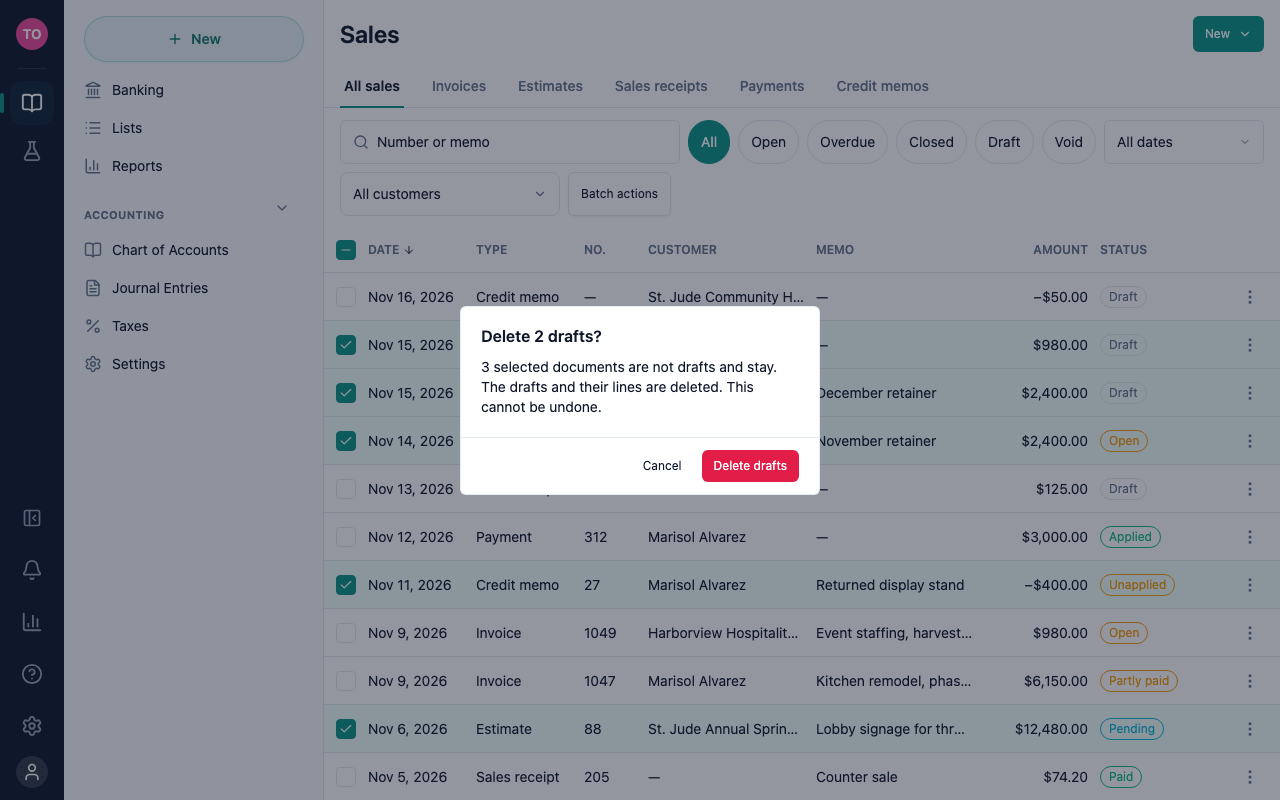 TO
New
Banking
Lists
Reports
ACCOUNTING
Chart of Accounts
Journal Entries
Taxes
Settings
Sales
New
All sales Invoices Estimates Sales receipts Payments Credit memos
Number or memo All Open Overdue Closed Draft Void All dates
All customers Batch actions
DATE TYPE NO. CUSTOMER MEMO AMOUNT STATUS
Nov 16, 2026 Credit memo — St. Jude Community H... — −$50.00 Draft
Nov 15, 2026 — $980.00 Draft
Nov 15, 2026 December retainer $2,400.00 Draft
Nov 14, 2026 November retainer $2,400.00 Open
Nov 13, 2026 — $125.00 Draft
Nov 12, 2026 Payment 312 Marisol Alvarez — $3,000.00 Applied
Nov 11, 2026 Credit memo 27 Marisol Alvarez Returned display stand −$400.00 Unapplied
Nov 9, 2026 Invoice 1049 Harborview Hospitalit... Event staffing, harvest... $980.00 Open
Nov 9, 2026 Invoice 1047 Marisol Alvarez Kitchen remodel, phas... $6,150.00 Partly paid
Nov 6, 2026 Estimate 88 St. Jude Annual Sprin... Lobby signage for thr... $12,480.00 Pending
Nov 5, 2026 Sales receipt 205 — Counter sale $74.20 Paid
Delete 2 drafts?
3 selected documents are not drafts and stay.
The drafts and their lines are deleted. This
cannot be undone.
Cancel Delete drafts